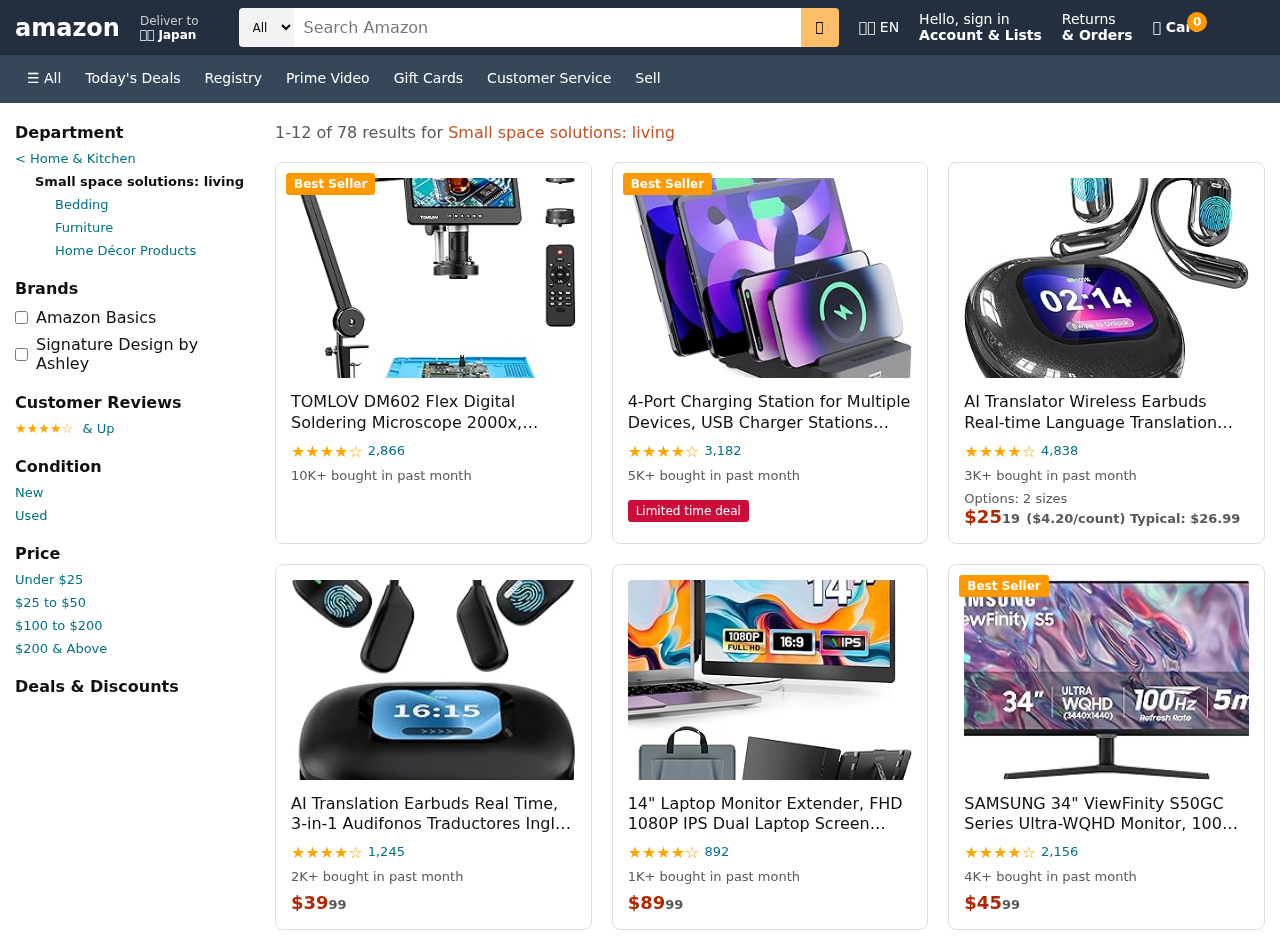 amazon
Deliver to
Japan
All
Search Amazon
EN
Hello, sign in
Account & Lists
Returns
& Orders
0
☰ All
Today's Deals
Registry
Prime Video
Gift Cards
Customer Service
Sell
Department
< Home & Kitchen
Small space solutions: living
Bedding
Furniture
Home Décor Products
Brands
Amazon Basics
Signature Design by
Ashley
Customer Reviews
★★★★☆ & Up
Condition
New
Used
Price
Under $25
$25 to $50
$100 to $200
$200 & Above
Deals & Discounts
1-12 of 78 results for Small space solutions: living
Best Seller
TOMLOV
TOMLOV DM602 Flex Digital
Soldering Microscope 2000x,…
★★★★☆ 2,866
10K+ bought in past month
Best Seller
4-Port Charging Station for Multiple
Devices, USB Charger Stations…
★★★★☆ 3,182
5K+ bought in past month
Limited time deal
02:14
Swipe to Unlock
AI Translator Wireless Earbuds
Real-time Language Translation…
★★★★☆ 4,838
3K+ bought in past month
Options: 2 sizes
$2519 ($4.20/count) Typical: $26.99
16:15
> > > >
AI Translation Earbuds Real Time,
3-in-1 Audifonos Traductores Ingl…
★★★★☆ 1,245
2K+ bought in past month
$3999
14"
1080P
FULL HD
16:9
IPS
14" Laptop Monitor Extender, FHD
1080P IPS Dual Laptop Screen…
★★★★☆ 892
1K+ bought in past month
$8999
Best Seller
ewFinity S5
34"
ULTRA
WQHD
(3440x1440)
100Hz
Refresh Rate
5m
SAMSUNG 34" ViewFinity S50GC
Series Ultra-WQHD Monitor, 100…
★★★★☆ 2,156
4K+ bought in past month
$4599